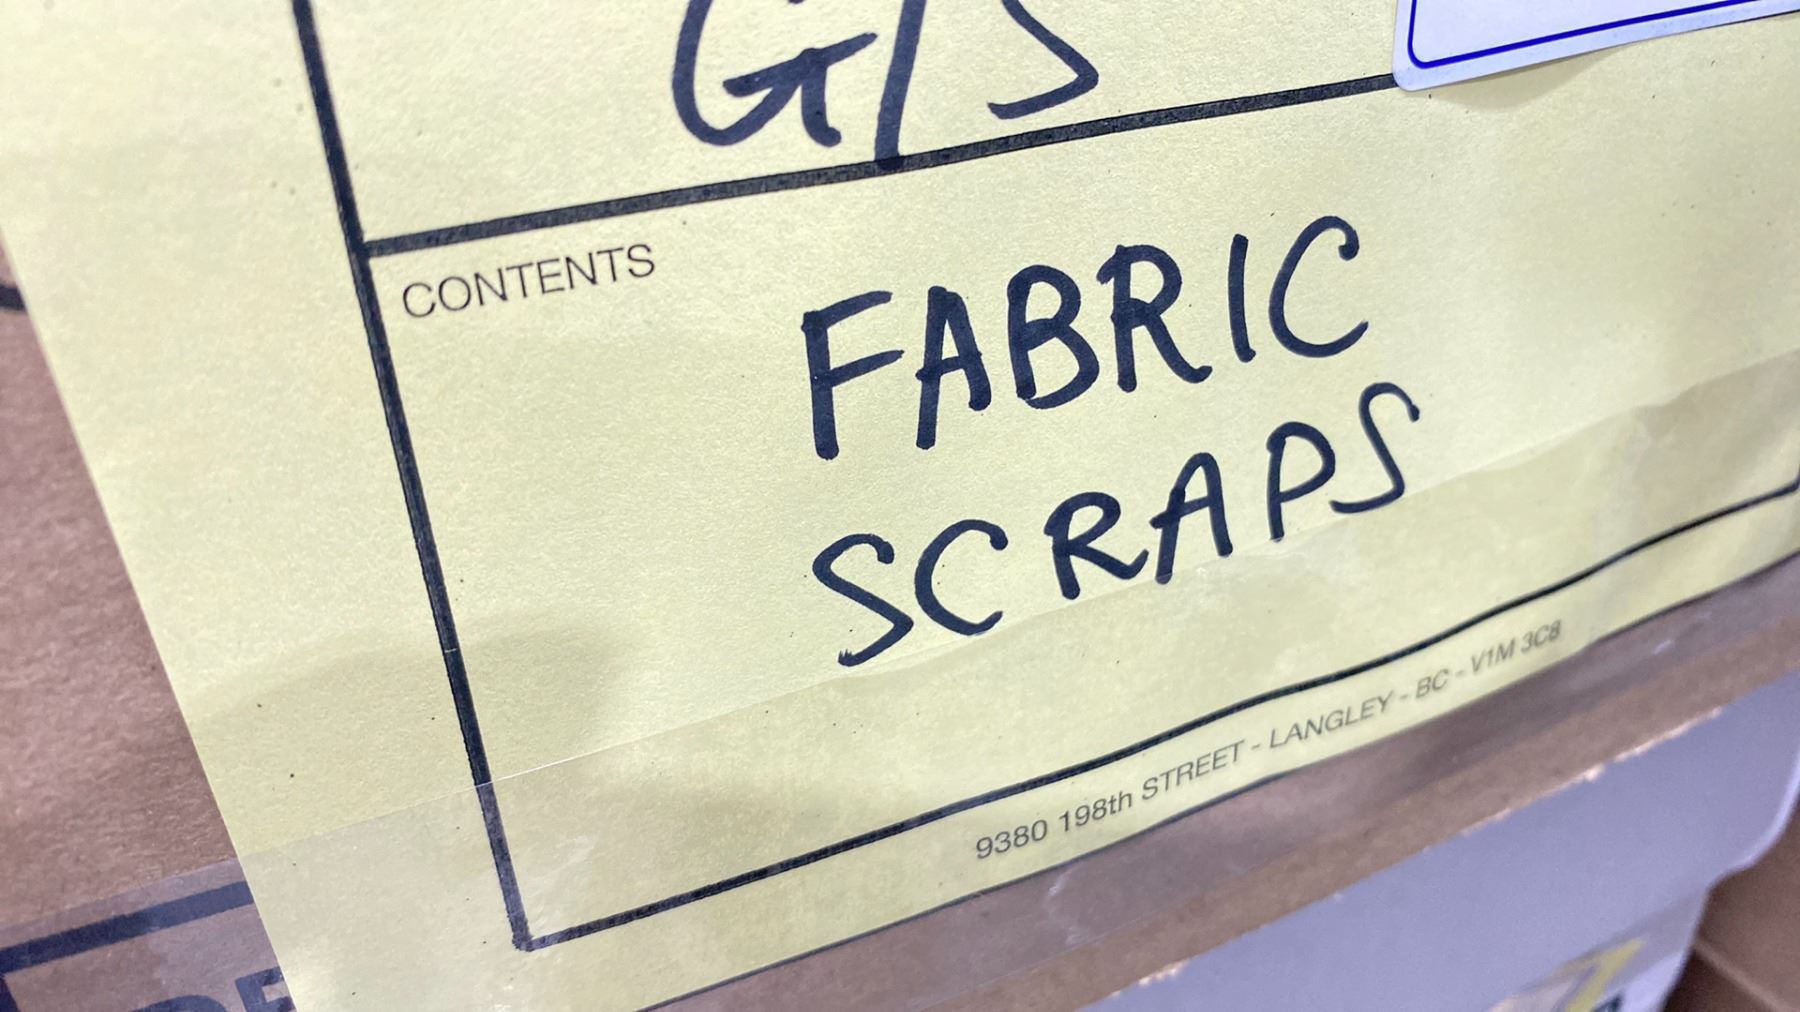 G/S
CONTENTS
FABRIC
SCRAPS
9380 198th STREET - LANGLEY - BC - V1M 3C8